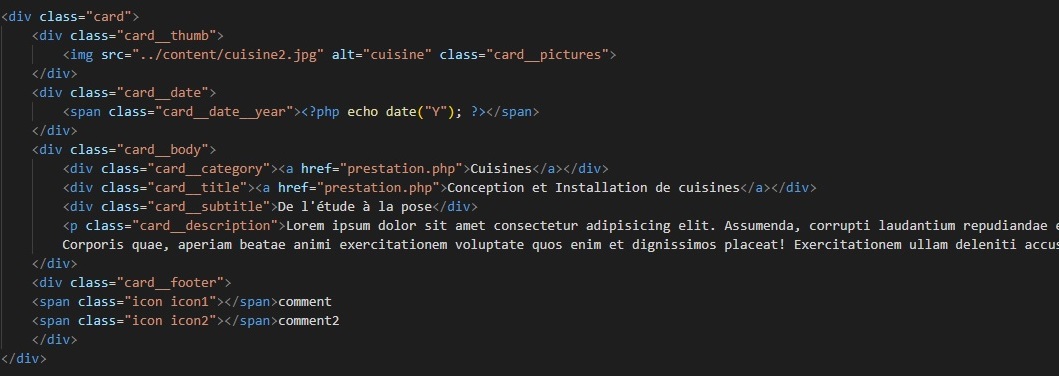 <div class="card">
<div class="card__thumb">
<img src="../content/cuisine2.jpg" alt="cuisine" class="card__pictures">
</div>
<div class="card__date">
<span class="card__date__year"><?php echo date("Y"); ?></span>
</div>
<div class="card__body">
<div class="card__category"><a href="prestation.php">Cuisines</a></div>
<div class="card__title"><a href="prestation.php">Conception et Installation de cuisines</a></div>
<div class="card__subtitle">De l'étude à la pose</div>
<p class="card__description">Lorem ipsum dolor sit amet consectetur adipisicing elit. Assumenda, corrupti laudantium repudiandae e
Corporis quae, aperiam beatae animi exercitationem voluptate quos enim et dignissimos placeat! Exercitationem ullam deleniti accus
</div>
<div class="card__footer">
<span class="icon icon1"></span>comment
<span class="icon icon2"></span>comment2
</div>
</div>